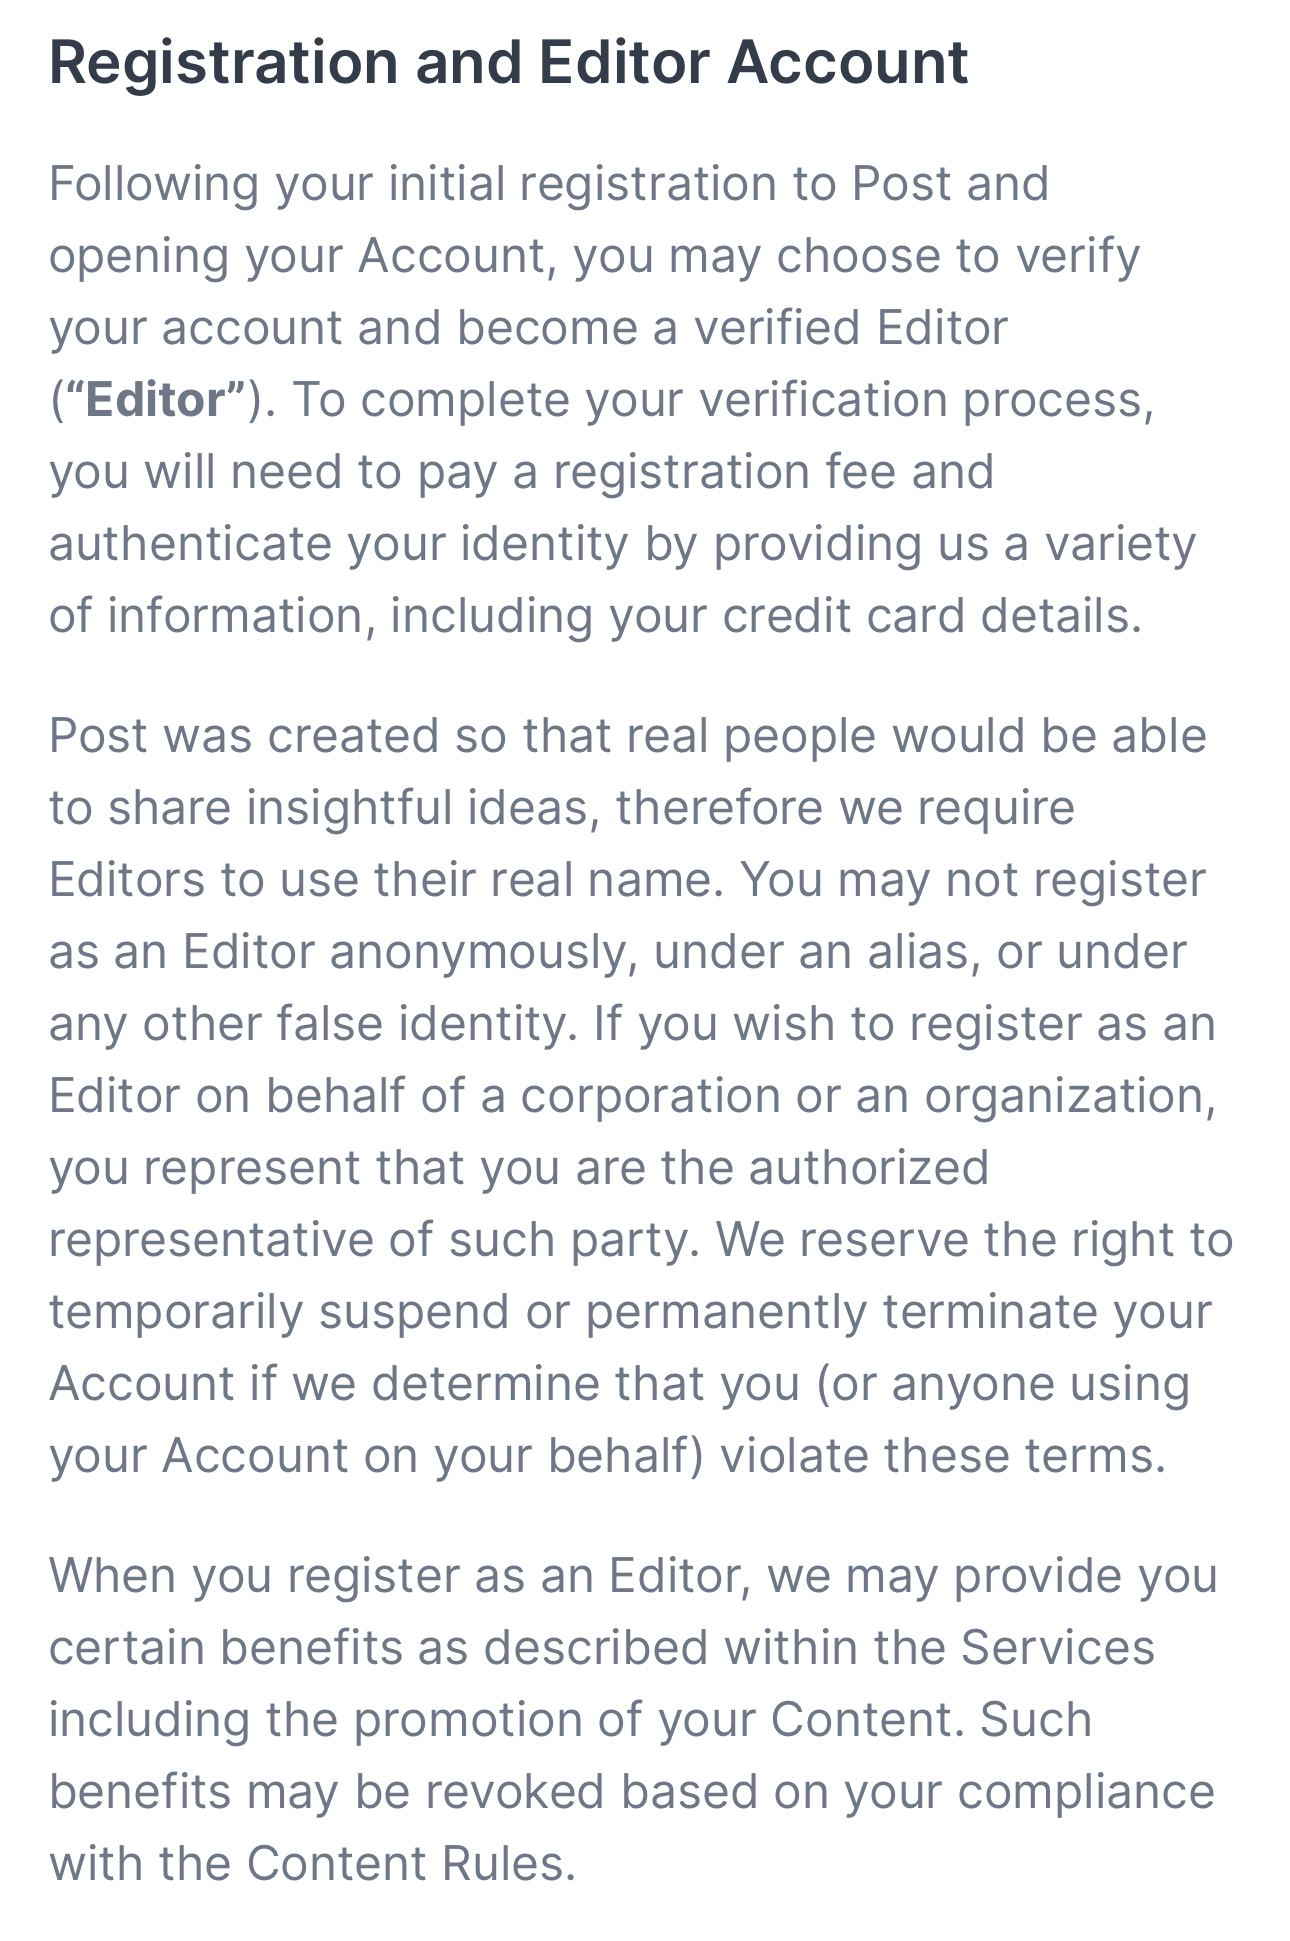 Registration and Editor Account
Following your initial registration to Post and
opening your Account, you may choose to verify
your account and become a verified Editor
(“Editor”). To complete your verification process,
you will need to pay a registration fee and
authenticate your identity by providing us a variety
of information, including your credit card details.
Post was created so that real people would be able
to share insightful ideas, therefore we require
Editors to use their real name. You may not register
as an Editor anonymously, under an alias, or under
any other false identity. If you wish to register as an
Editor on behalf of a corporation or an organization,
you represent that you are the authorized
representative of such party. We reserve the right to
temporarily suspend or permanently terminate your
Account if we determine that you (or anyone using
your Account on your behalf) violate these terms.
When you register as an Editor, we may provide you
certain benefits as described within the Services
including the promotion of your Content. Such
benefits may be revoked based on your compliance
with the Content Rules.